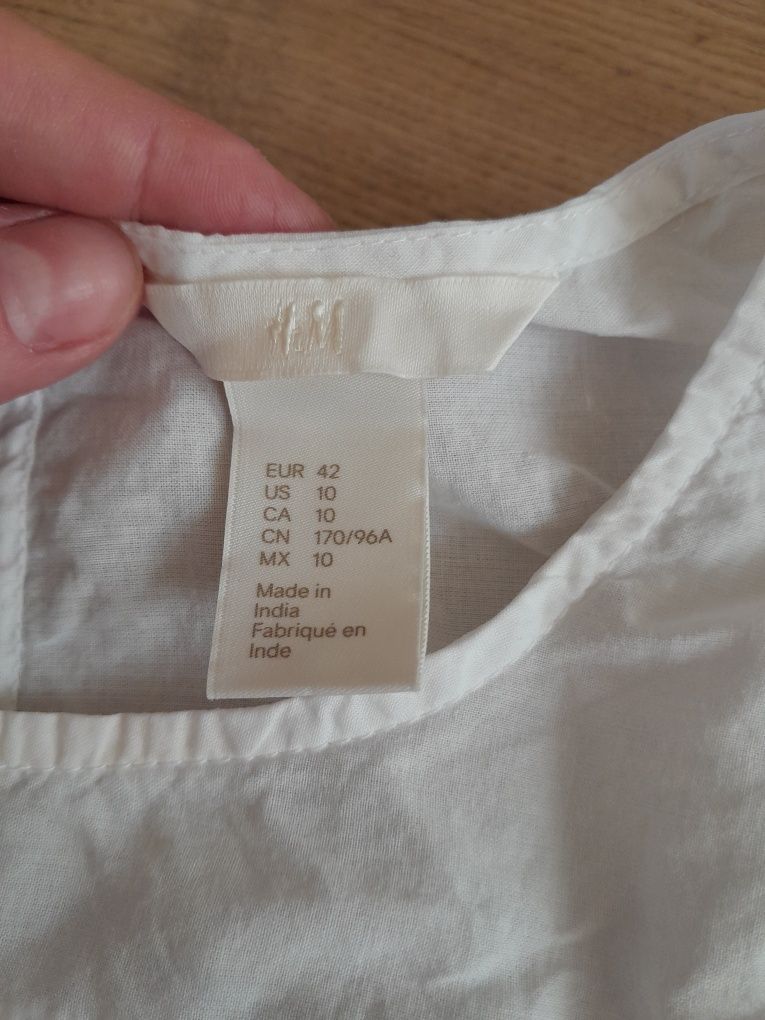 H&M
EUR 42
US 10
CA 10
CN 170/96A
MX 10
Made in
India
Fabriqué en
Inde